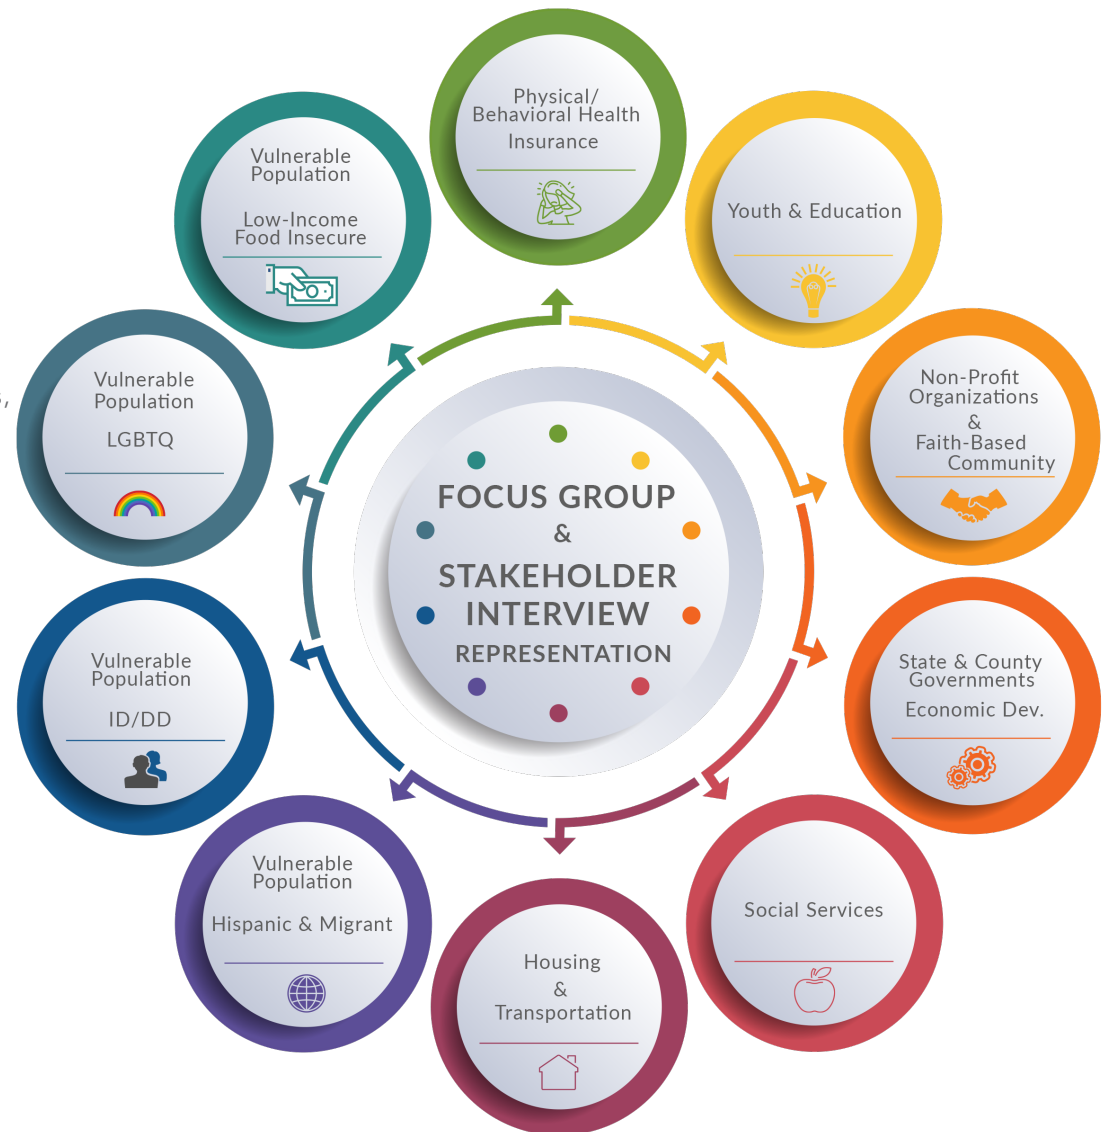 FOCUS GROUP
&
STAKEHOLDER
INTERVIEW
REPRESENTATION
Physical/
Behavioral Health
Insurance
Youth & Education
Non-Profit
Organizations
&
Faith-Based
Community
State & County
Governments
Economic Dev.
Social Services
Housing
&
Transportation
Vulnerable
Population
Hispanic & Migrant
Vulnerable
Population
ID/DD
Vulnerable
Population
LGBTQ
Vulnerable
Population
Low-Income
Food Insecure